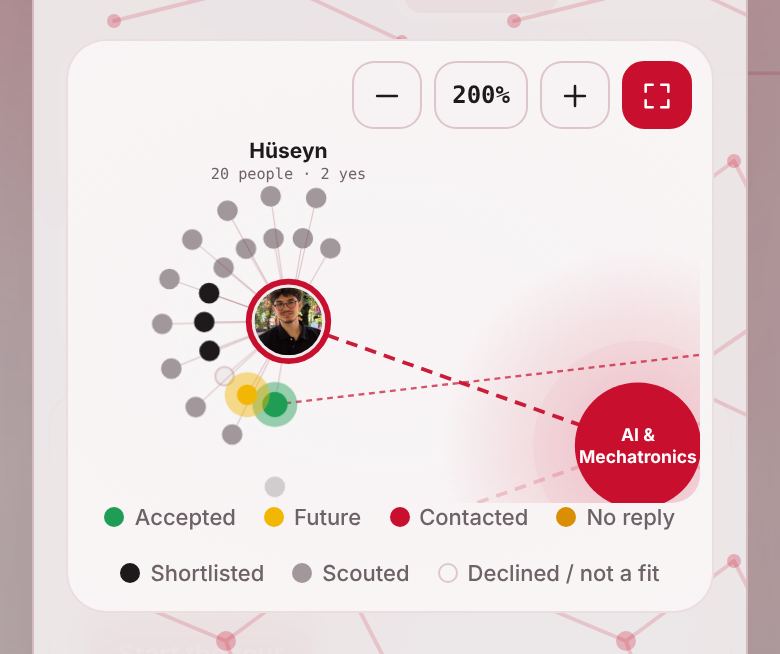 200%
Hüseyn
20 people · 2 yes
AI &
Mechatronics
Accepted
Future
Contacted
No reply
Shortlisted
Scouted
Declined / not a fit